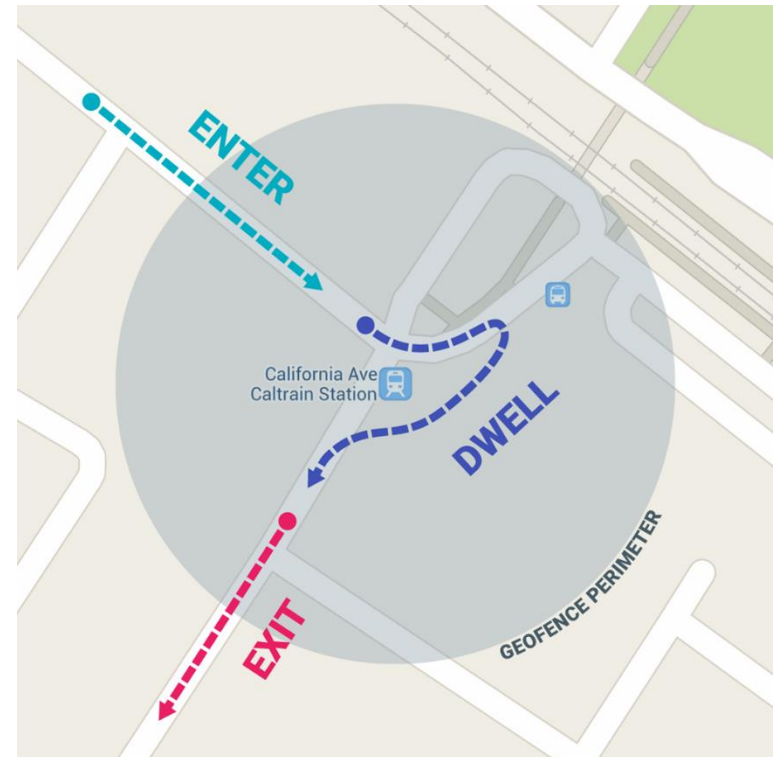 ENTER
California Ave
Caltrain Station
DWELL
GEOFENCE PERIMETER
EXIT